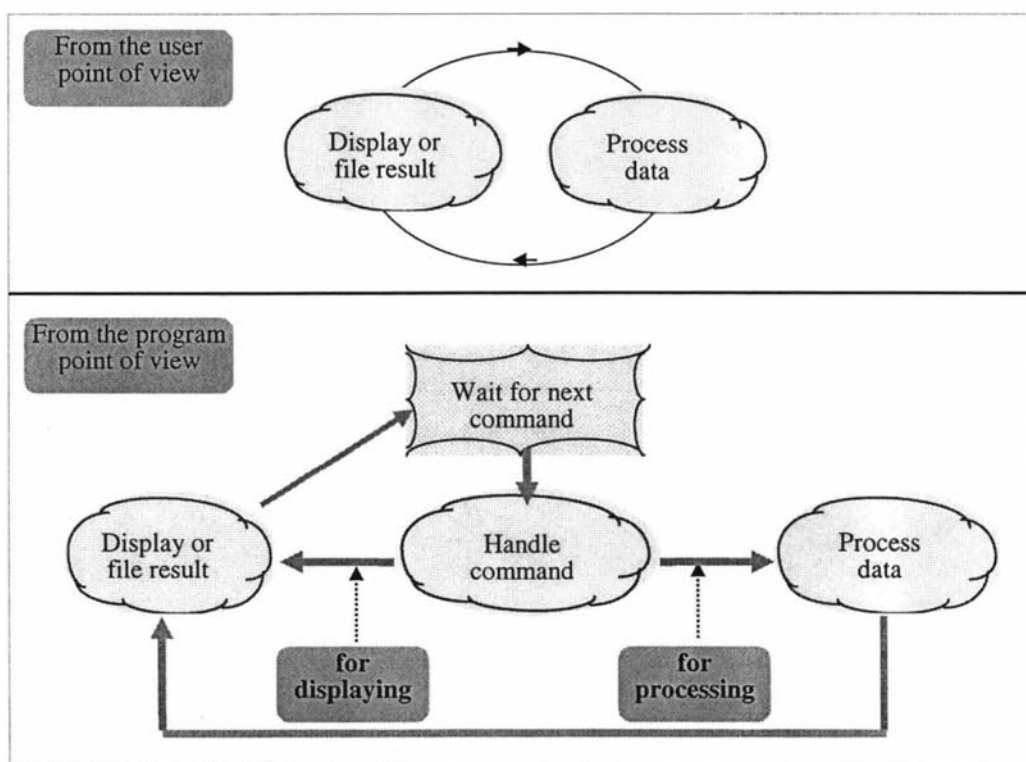 From the user
point of view
Display or
file result
Process
data
From the program
point of view
Wait for next
command
Display or
file result
Handle
command
Process
data
for
displaying
for
processing